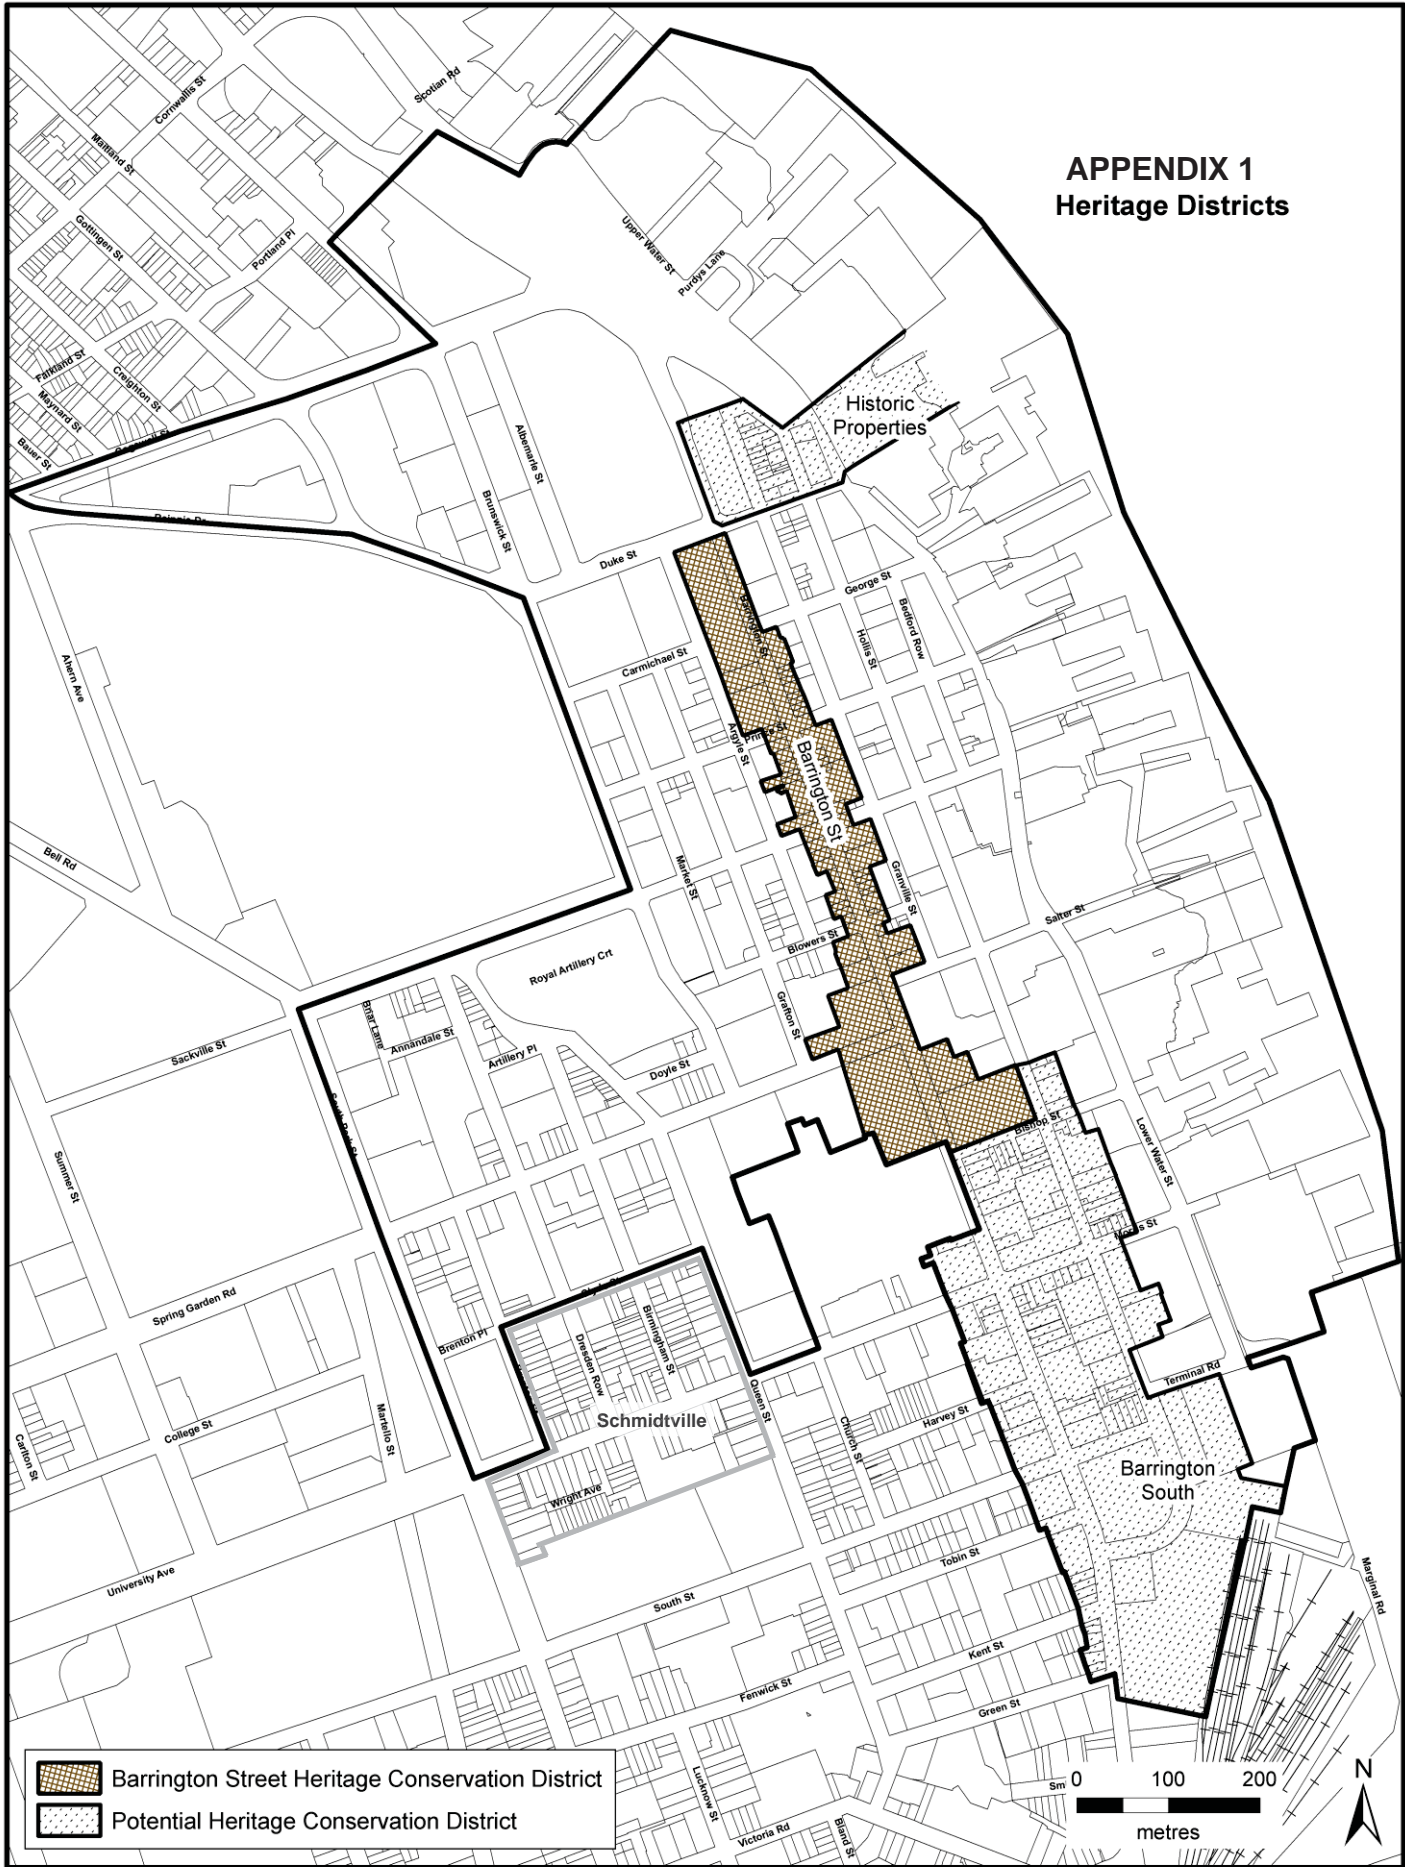 APPENDIX 1
Heritage Districts
Scotian Rd
Cornwallis St
Maitland St
Gottingen St
Portland Pl
Upper Water St
Purdys Lane
Falkland St
Creighton St
Maynard St
Bauer St
Albemarle St
Brunswick St
Historic
Properties
Duke St
George St
Bedford Row
Hollis St
Carmichael St
Ahern Ave
Argyle St
Barrington St
Bell Rd
Market St
Granville St
Salter St
Blowers St
Royal Artillery Crt
Grafton St
Briar Lane
Annandale St
Artillery Pl
Sackville St
Doyle St
Bishop St
Lower Water St
Summer St
Spring Garden Rd
Brenton Pl
Birmingham St
Dresden Row
Schmidtville
Queen St
Terminal Rd
Carlton St
College St
Martello St
Church St
Harvey St
Barrington
South
Wright Ave
Tobin St
University Ave
South St
Marginal Rd
Kent St
Fenwick St
Green St
Lucknow St
Victoria Rd
Bland St
Sm
Barrington Street Heritage Conservation District
Potential Heritage Conservation District
0 100 200
metres
N